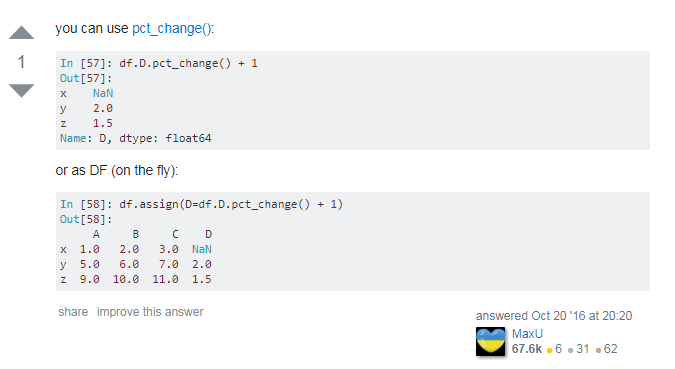 you can use pct_change():
1
In [57]: df.D.pct_change() + 1
Out[57]:
x    NaN
y    2.0
z    1.5
Name: D, dtype: float64
or as DF (on the fly):
In [58]: df.assign(D=df.D.pct_change() + 1)
Out[58]:
     A     B     C    D
x  1.0   2.0   3.0  NaN
y  5.0   6.0   7.0  2.0
z  9.0  10.0  11.0  1.5
share improve this answer
answered Oct 20 '16 at 20:20
MaxU
67.6k ●6 ●31 ●62